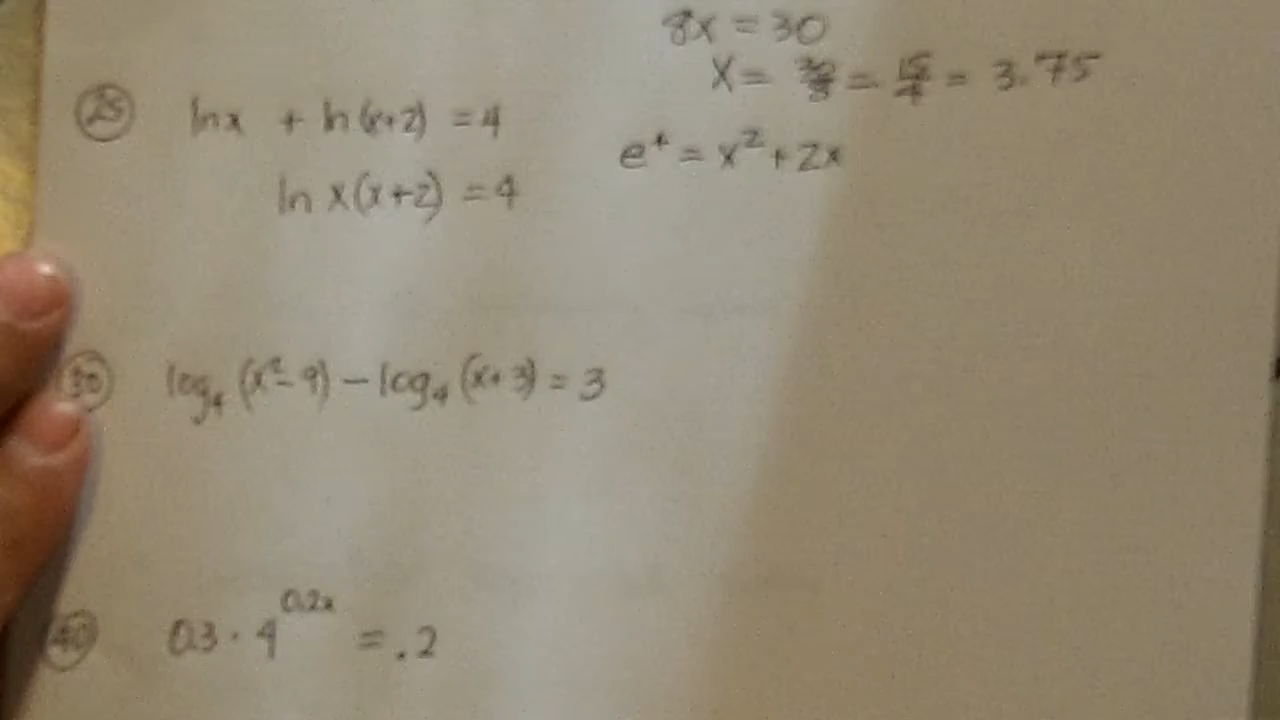 8x = 30
x = 30/8 = 15/4 = 3.75
25 ln x + ln(x+2) = 4
e⁴ = x² + 2x
ln x(x+2) = 4
30 log₄ (x² - 9) - log₄ (x+3) = 3
40 0.3 · 4^0.2x = .2